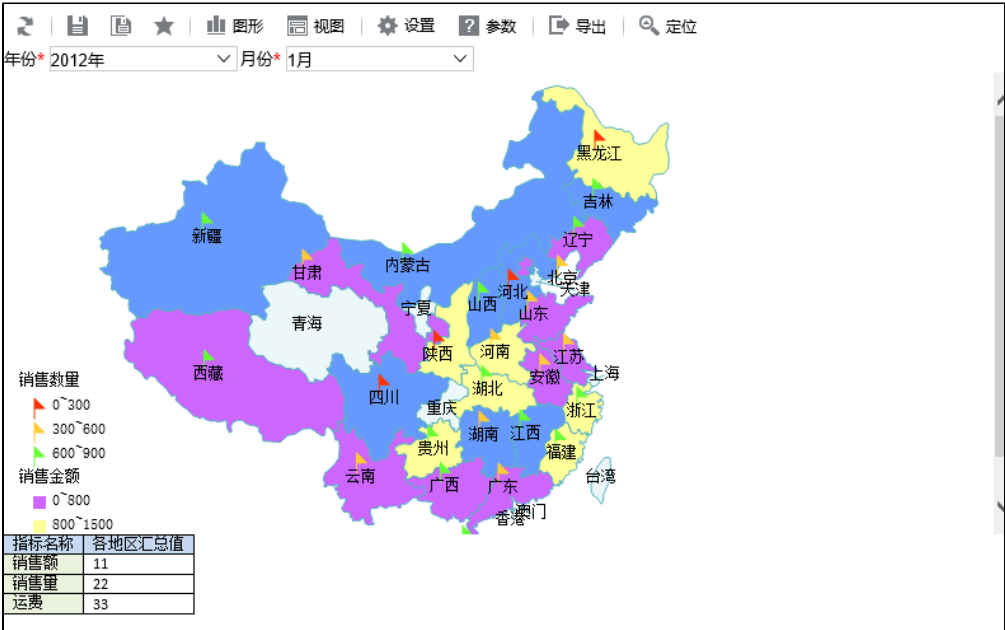 图形 视图 设置 参数 导出 定位
年份* 2012年 月份* 1月
黑龙江
吉林
新疆
辽宁
内蒙古
甘肃
北京
天津
河北
宁夏
山西
山东
青海
陕西
河南
江苏
西藏
安徽
上海
四川
湖北
重庆
浙江
湖南
江西
贵州
福建
云南
广西
广东
台湾
香港
澳门
销售数量
0~300
300~600
600~900
销售金额
0~800
800~1500
指标名称 各地区汇总值
销售额 11
销售量 22
运费 33